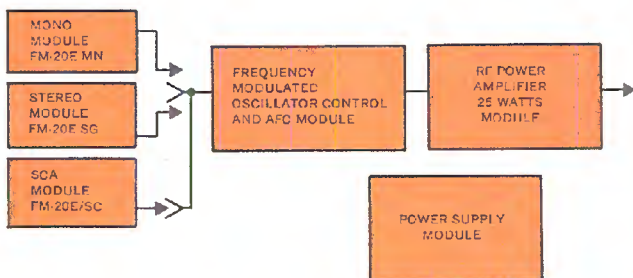 MONO
MODULE
FM-20E MN
STEREO
MODULE
FM-20E SG
SCA
MODULE
FM-20E/SC
FREQUENCY
MODULATED
OSCILLATOR CONTROL
AND AFC MODULE
RF POWER
AMPLIFIER
25 WATTS
MODULE
POWER SUPPLY
MODULE